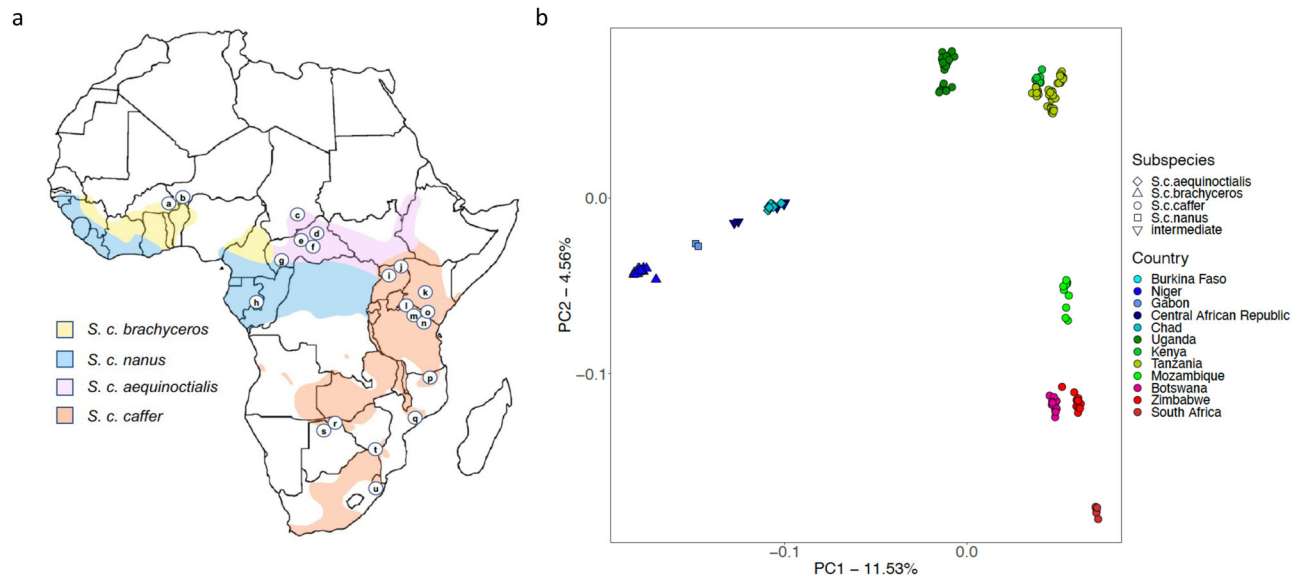 a
b
a
b
c
d
e
f
g
h
i
j
k
l
m
o
n
p
q
r
s
t
u
S. c. brachyceros
S. c. nanus
S. c. aequinoctialis
S. c. caffer
0.0
−0.1
PC2 − 4.56%
−0.1
0.0
PC1 − 11.53%
Subspecies
S.c.aequinoctialis
S.c.brachyceros
S.c.caffer
S.c.nanus
intermediate
Country
Burkina Faso
Niger
Gabon
Central African Republic
Chad
Uganda
Kenya
Tanzania
Mozambique
Botswana
Zimbabwe
South Africa